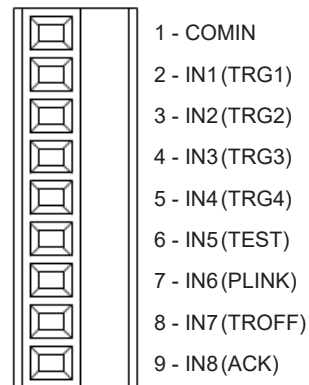 1 - COMIN
2 - IN1(TRG1)
3 - IN2(TRG2)
4 - IN3(TRG3)
5 - IN4(TRG4)
6 - IN5(TEST)
7 - IN6(PLINK)
8 - IN7(TROFF)
9 - IN8(ACK)